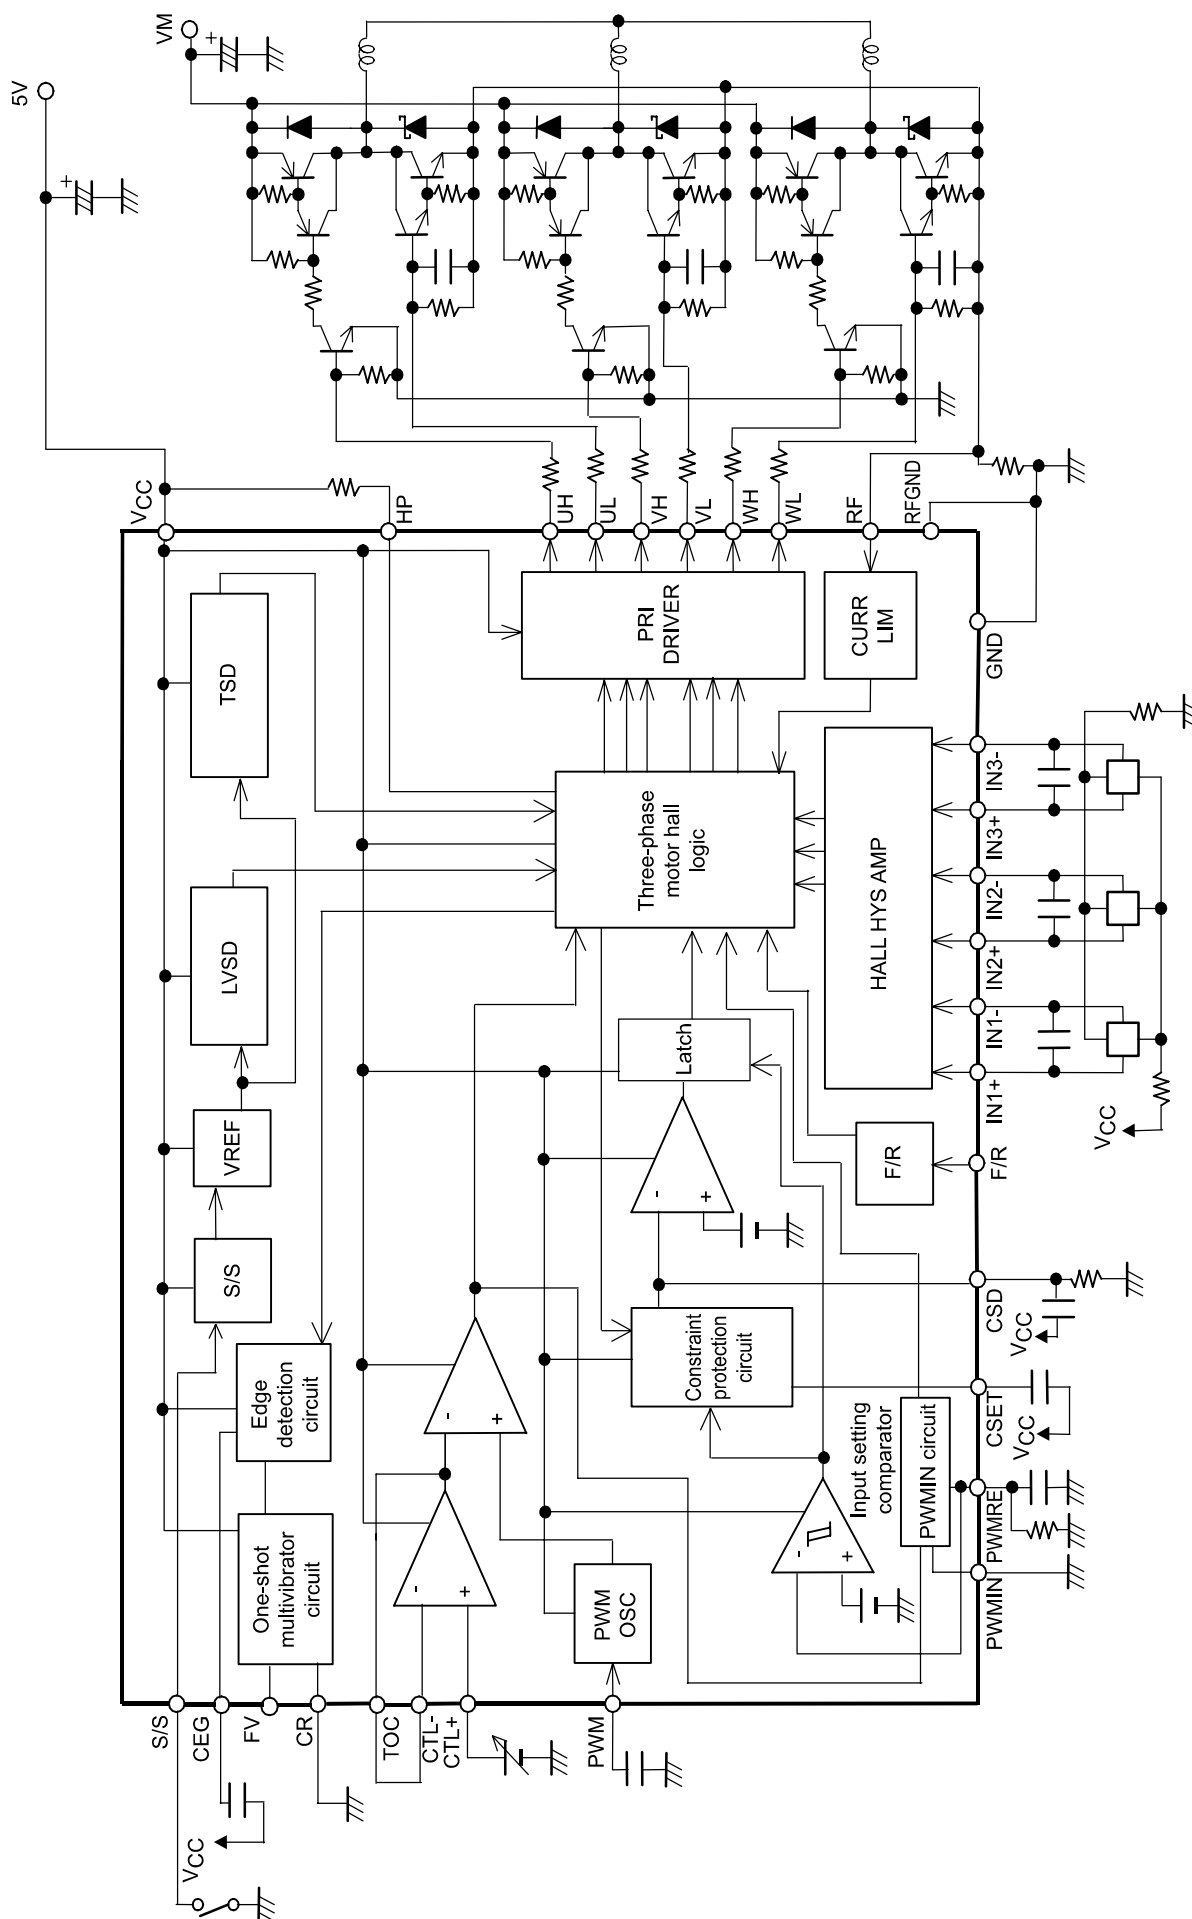 5V
VM
+
+
VCC
HP
UH
UL
VH
VL
WH
WL
RF
RFGND
GND
TSD
PRI
DRIVER
CURR
LIM
LVSD
Three-phase
motor hall
logic
HALL HYS AMP
IN3-
IN3+
IN2-
IN2+
IN1-
IN1+
VCC
VREF
Latch
-
+
F/R
F/R
S/S
Edge
detection
circuit
-
+
Constraint
protection
circuit
CSD
VCC
CSET
VCC
One-shot
multivibrator
circuit
-
+
PWM
OSC
Input setting
comparator
-
+
PWMIN circuit
PWMRE
PWMIN
S/S
CEG
FV
CR
TOC
CTL-
CTL+
PWM
VCC